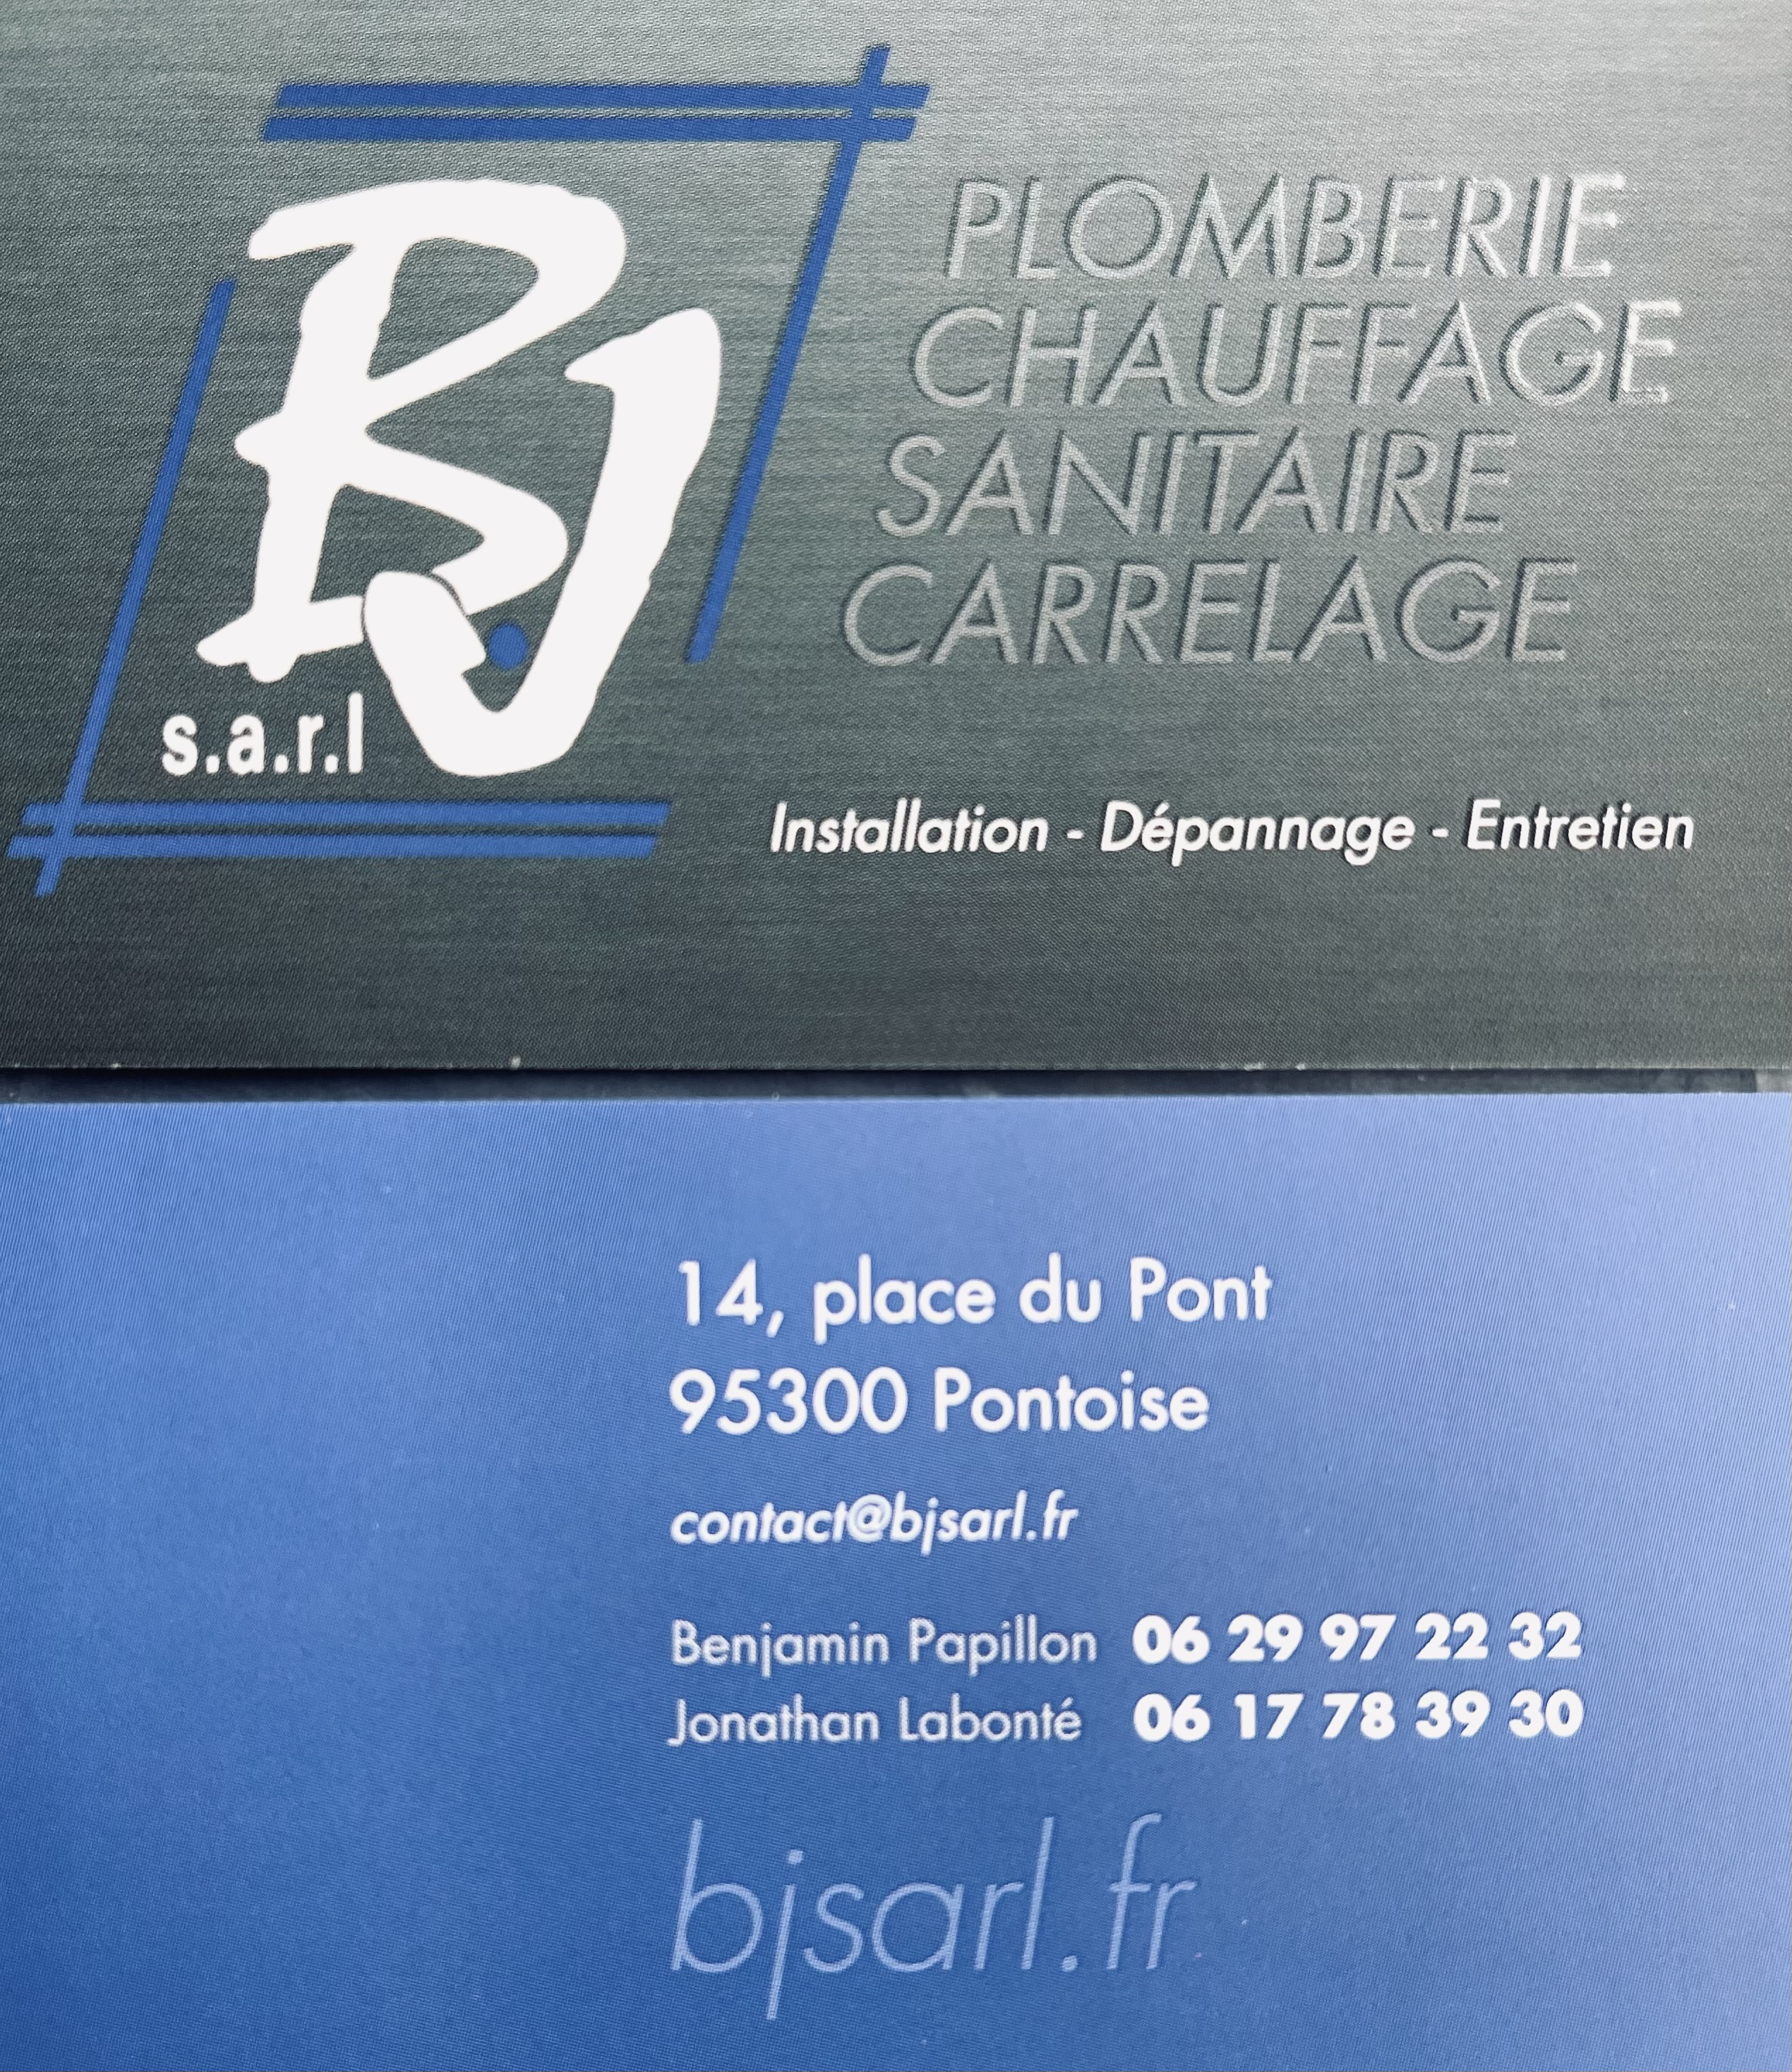 BJ
s.a.r.l
PLOMBERIE
CHAUFFAGE
SANITAIRE
CARRELAGE
Installation - Dépannage - Entretien
14, place du Pont
95300 Pontoise
contact@bjsarl.fr
Benjamin Papillon 06 29 97 22 32
Jonathan Labonté 06 17 78 39 30
bjsarl.fr